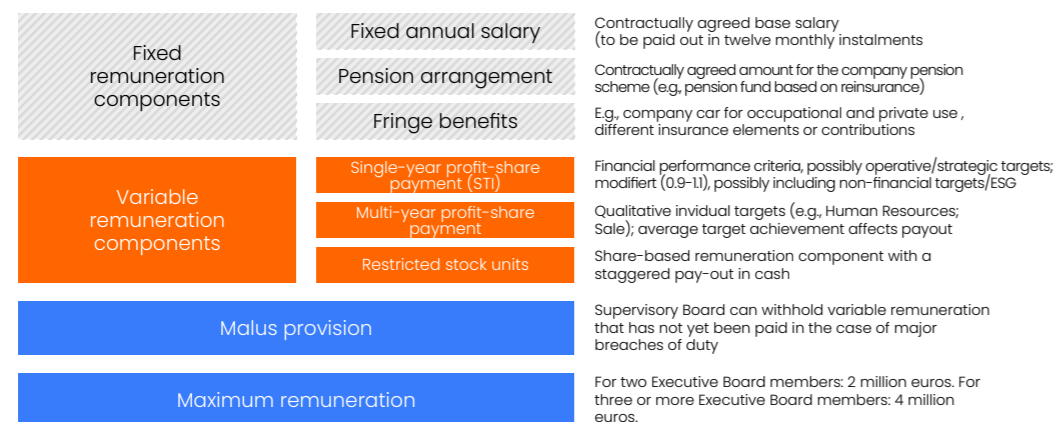 Fixed
remuneration
components
Fixed annual salary
Contractually agreed base salary
(to be paid out in twelve monthly instalments
Pension arrangement
Contractually agreed amount for the company pension
scheme (e.g., pension fund based on reinsurance)
Fringe benefits
E.g., company car for occupational and private use ,
different insurance elements or contributions
Variable
remuneration
components
Single-year profit-share
payment (STI)
Financial performance criteria, possibly operative/strategic targets;
modifiert (0.9-1.1), possibly including non-financial targets/ESG
Multi-year profit-share
payment
Qualitative invidual targets (e.g., Human Resources;
Sale); average target achievement affects payout
Restricted stock units
Share-based remuneration component with a
staggered pay-out in cash
Malus provision
Supervisory Board can withhold variable remuneration
that has not yet been paid in the case of major
breaches of duty
Maximum remuneration
For two Executive Board members: 2 million euros. For
three or more Executive Board members: 4 million
euros.